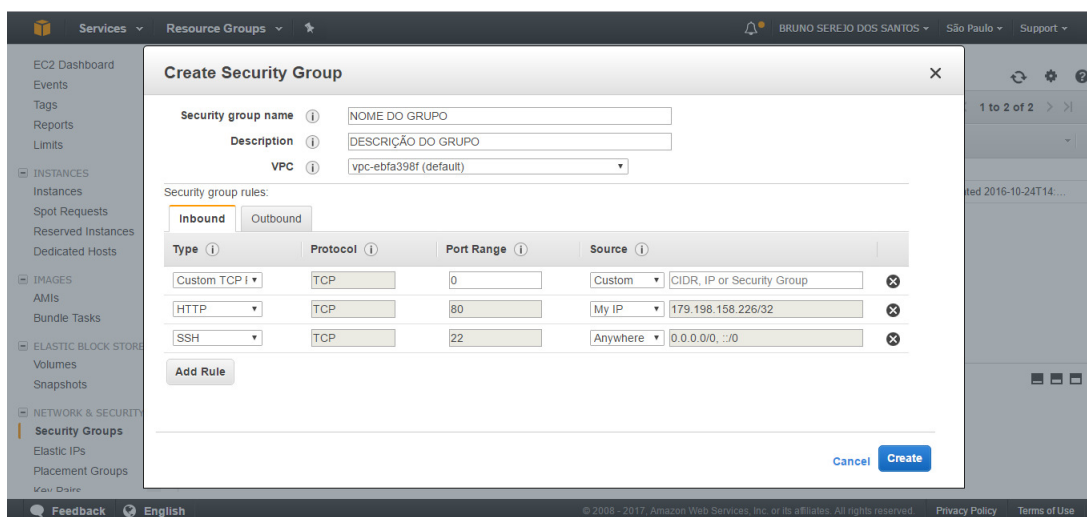 Services Resource Groups BRUNO SEREJO DOS SANTOS São Paulo Support
EC2 Dashboard
Events
Tags
Reports
Limits
INSTANCES
Instances
Spot Requests
Reserved Instances
Dedicated Hosts
IMAGES
AMIs
Bundle Tasks
ELASTIC BLOCK STORE
Volumes
Snapshots
NETWORK & SECURITY
Security Groups
Elastic IPs
Placement Groups
Key Pairs
1 to 2 of 2
2016-10-24T14:...
Create Security Group
Security group name NOME DO GRUPO
Description DESCRIÇÃO DO GRUPO
VPC vpc-ebfa398f (default)
Security group rules:
Inbound Outbound
Type Protocol Port Range Source
Custom TCP TCP 0 Custom CIDR, IP or Security Group
HTTP TCP 80 My IP 179.198.158.226/32
SSH TCP 22 Anywhere 0.0.0.0/0, ::/0
Add Rule
Cancel Create
Feedback English © 2008 - 2017, Amazon Web Services, Inc. or its affiliates. All rights reserved. Privacy Policy Terms of Use